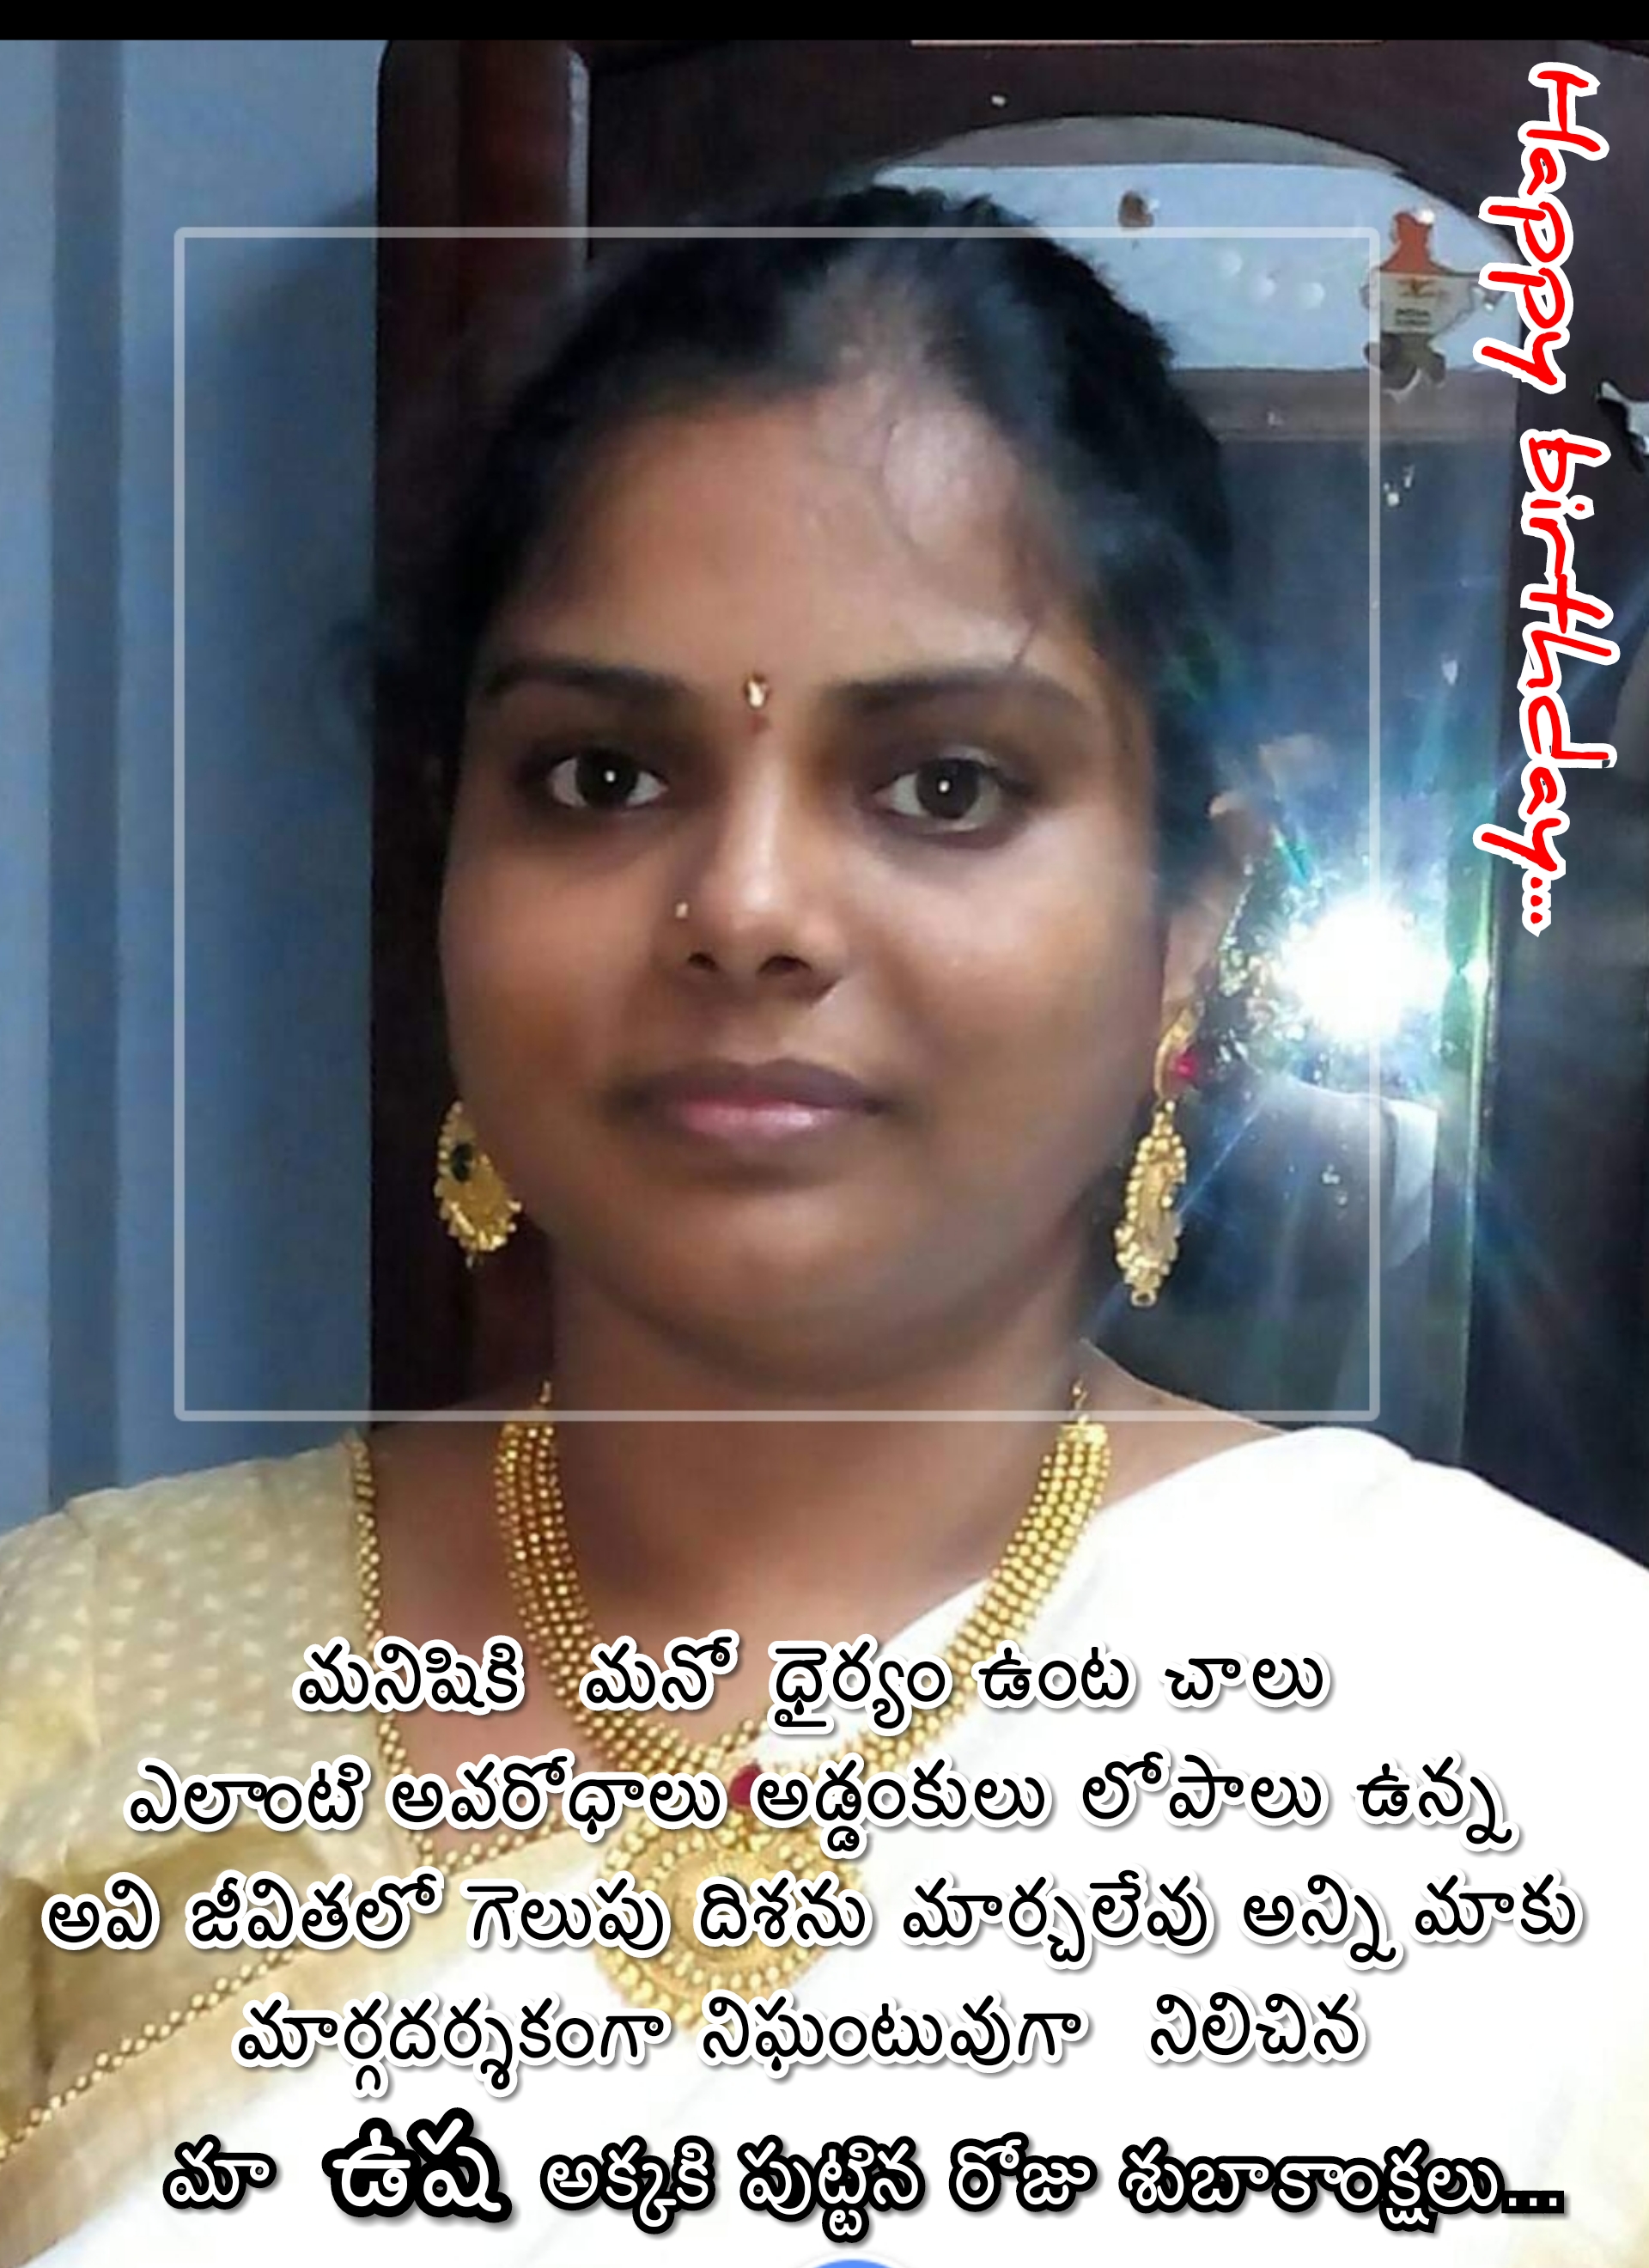 Happy birthday...
మనిషికి మనో ధైర్యం ఉంట చాలు
ఎలాంటి అవరోధాలు అడ్డంకులు లోపాలు ఉన్న
అవి జీవితలో గెలుపు దిశను మార్చలేవు అన్ని మాకు
మార్గదర్శకంగా నిఘంటువుగా నిలిచిన
మా ఉష అక్కకి పుట్టిన రోజు శుబాకాంక్షలు...